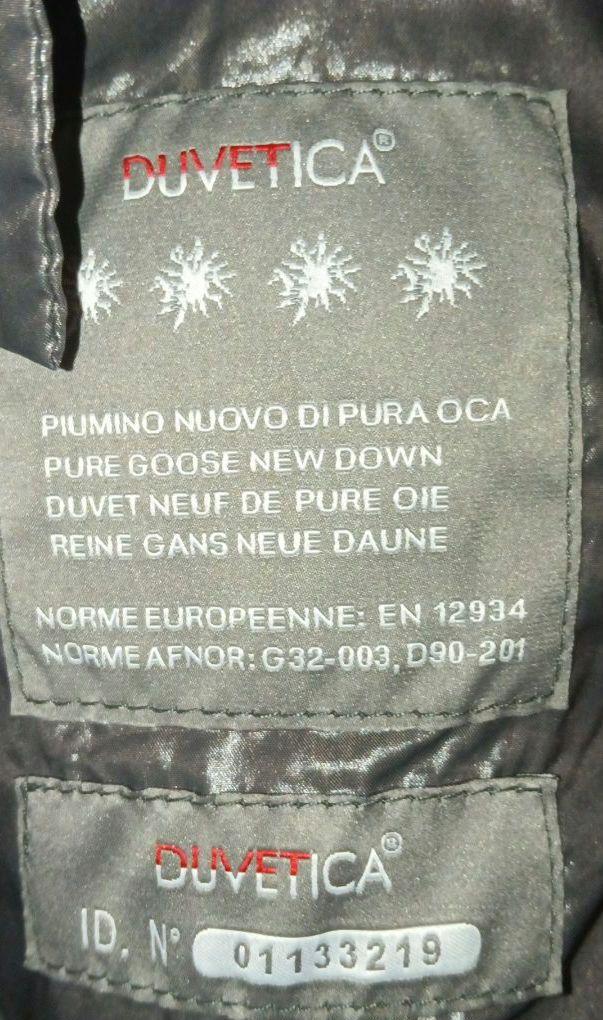 DUVETICA®
PIUMINO NUOVO DI PURA OCA
PURE GOOSE NEW DOWN
DUVET NEUF DE PURE OIE
REINE GANS NEUE DAUNE
NORME EUROPEENNE: EN 12934
NORME AFNOR: G32-003, D90-201
DUVETICA®
ID. N° 01133219